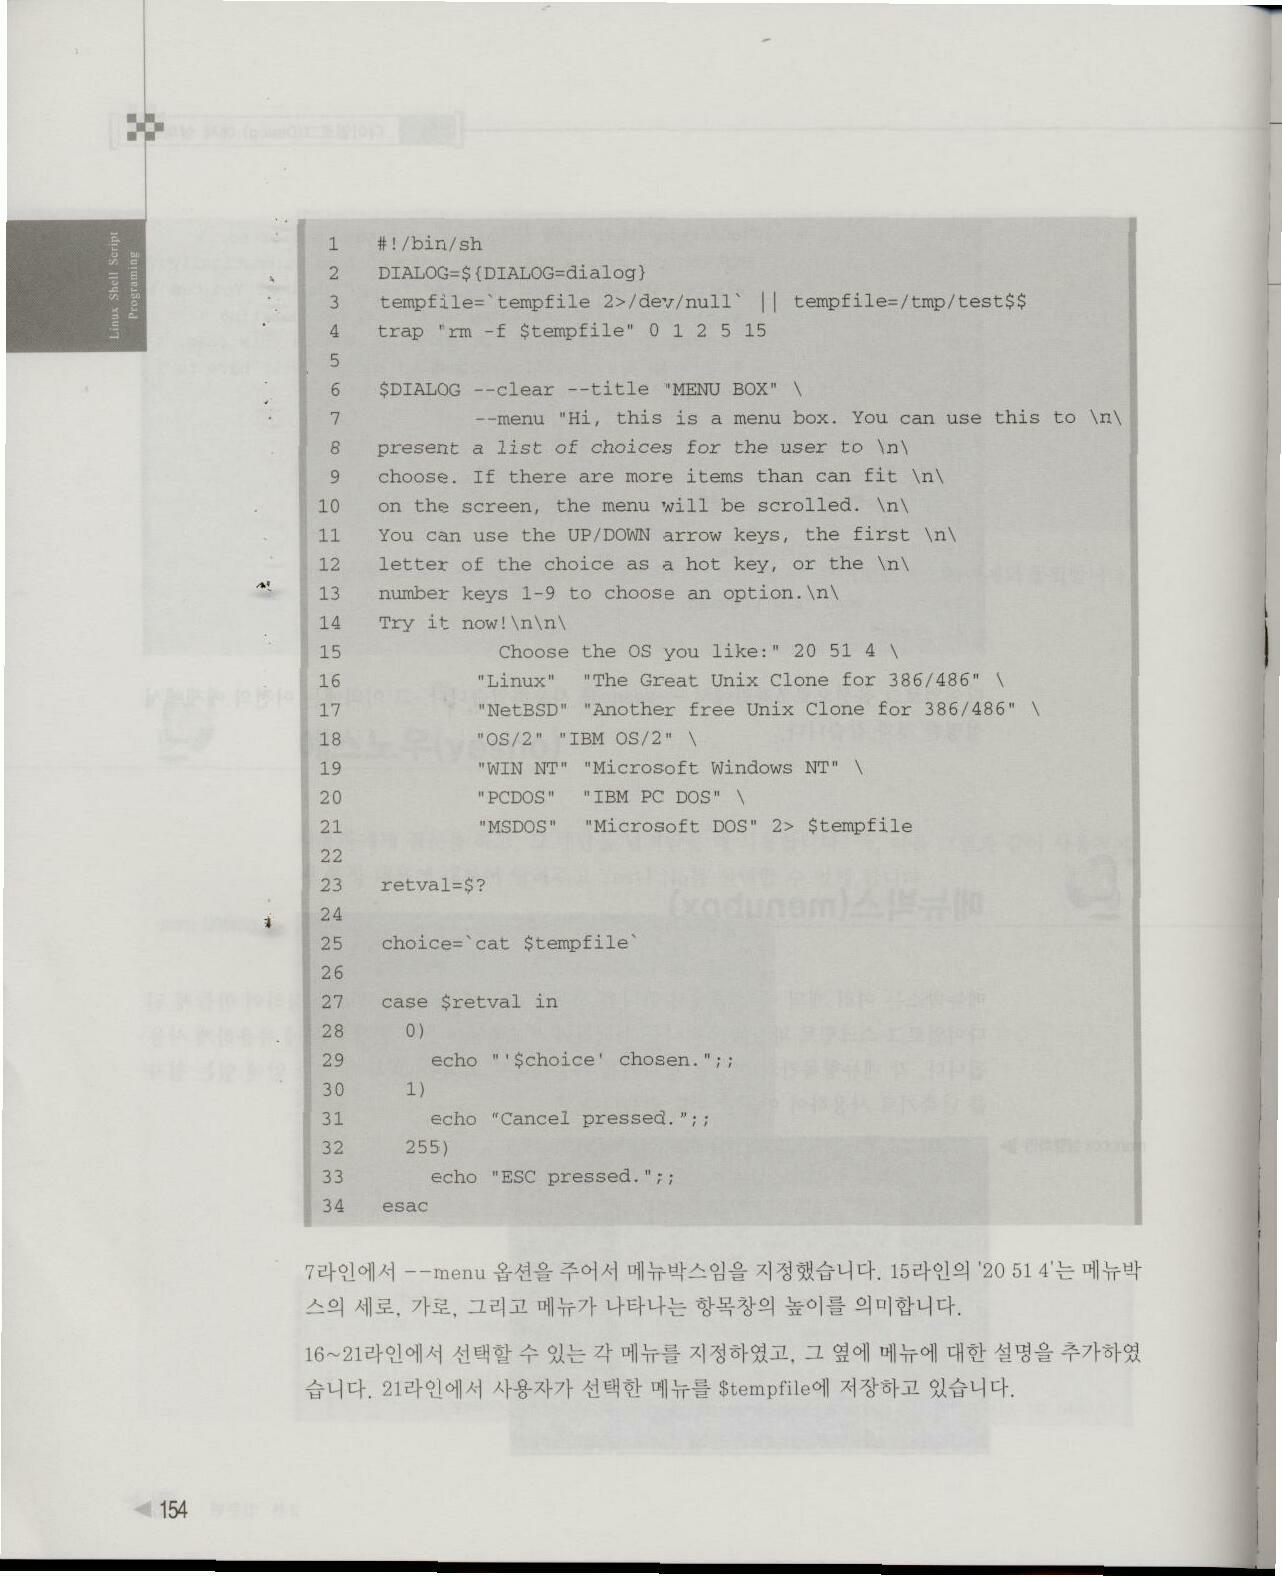 Linux Shell Script
Programing
1 #!/bin/sh
2 DIALOG=${DIALOG=dialog}
3 tempfile=`tempfile 2>/dev/null` || tempfile=/tmp/test$$
4 trap "rm -f $tempfile" 0 1 2 5 15
5
6 $DIALOG --clear --title "MENU BOX" \
7 --menu "Hi, this is a menu box. You can use this to \n\
8 present a list of choices for the user to \n\
9 choose. If there are more items than can fit \n\
10 on the screen, the menu will be scrolled. \n\
11 You can use the UP/DOWN arrow keys, the first \n\
12 letter of the choice as a hot key, or the \n\
13 number keys 1-9 to choose an option.\n\
14 Try it now!\n\n\
15 Choose the OS you like:" 20 51 4 \
16 "Linux" "The Great Unix Clone for 386/486" \
17 "NetBSD" "Another free Unix Clone for 386/486" \
18 "OS/2" "IBM OS/2" \
19 "WIN NT" "Microsoft Windows NT" \
20 "PCDOS" "IBM PC DOS" \
21 "MSDOS" "Microsoft DOS" 2> $tempfile
22
23 retval=$?
24
25 choice=`cat $tempfile`
26
27 case $retval in
28 0)
29 echo "'$choice' chosen.";;
30 1)
31 echo "Cancel pressed.";;
32 255)
33 echo "ESC pressed.";;
34 esac
7라인에서 --menu 옵션을 주어서 메뉴박스임을 지정했습니다. 15라인의 '20 51 4'는 메뉴박
스의 세로, 가로, 그리고 메뉴가 나타나는 항목창의 높이를 의미합니다.
16~21라인에서 선택할 수 있는 각 메뉴를 지정하였고, 그 옆에 메뉴에 대한 설명을 추가하였
습니다. 21라인에서 사용자가 선택한 메뉴를 $tempfile에 저장하고 있습니다.
◀ 154